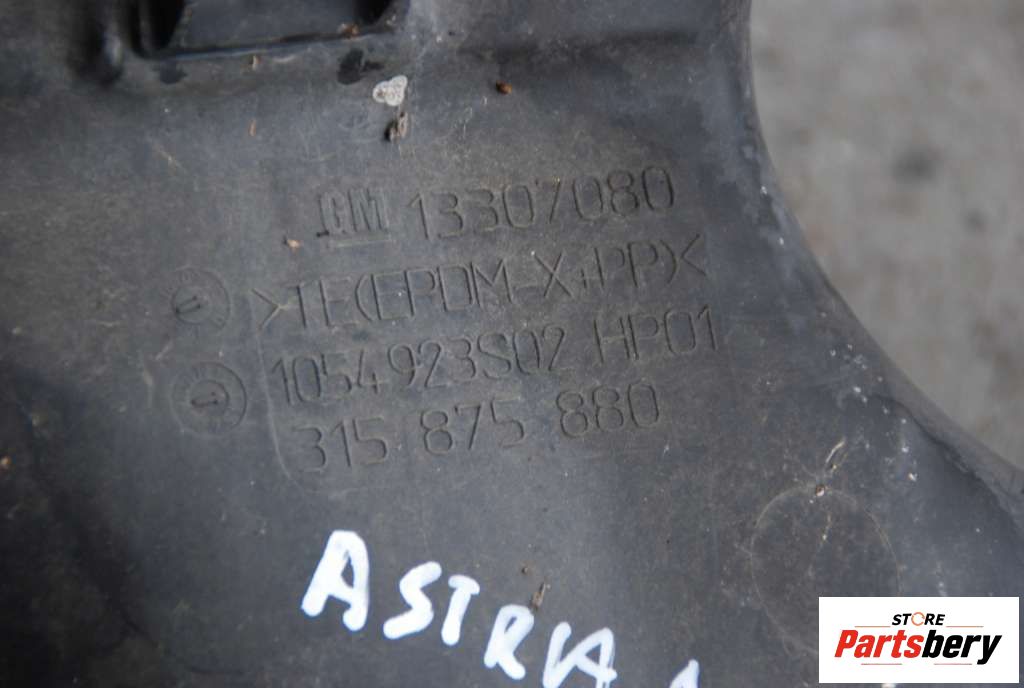 GM 13307080
>TE(EPDM-X+PP)<
1054923S02 HP01
315 875 880
ASTRA
STORE
Partsbery